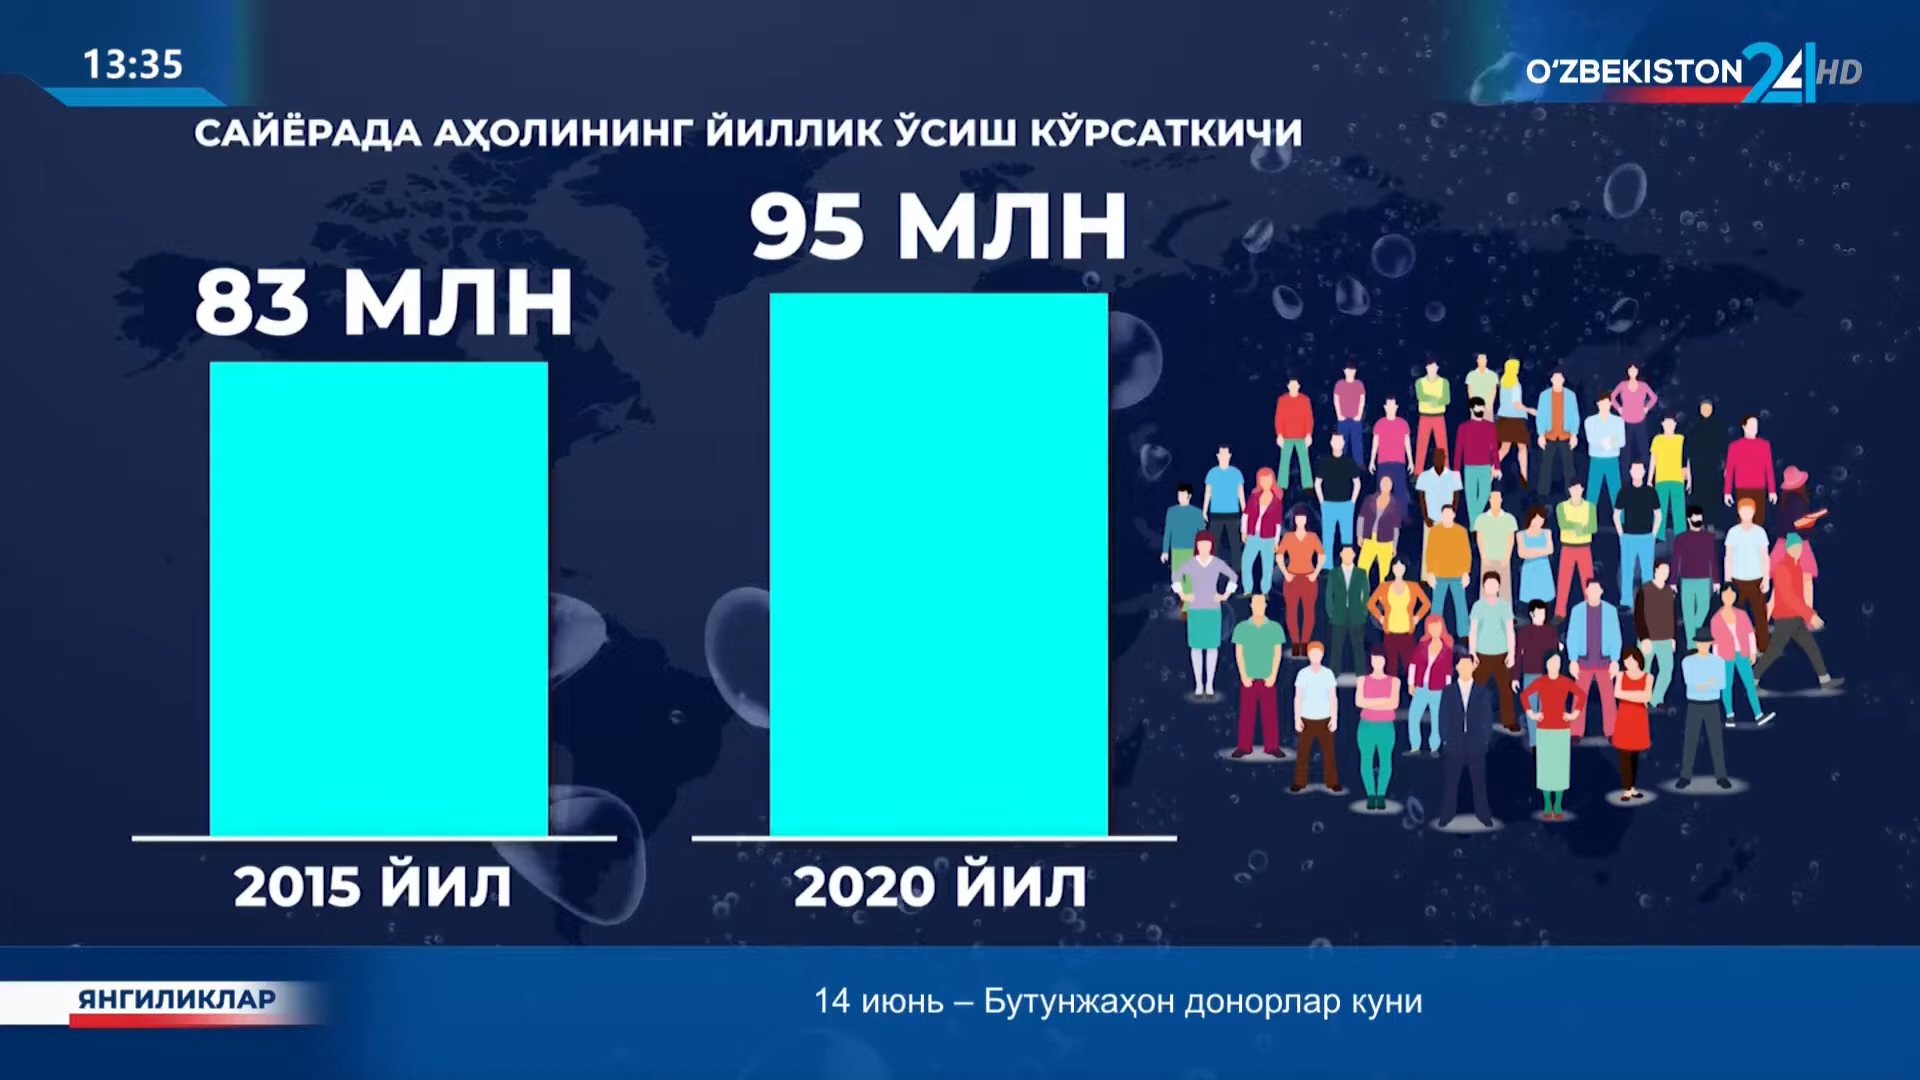 13:35
O‘ZBEKISTON 24 HD
САЙЁРАДА АҲОЛИНИНГ ЙИЛЛИК ЎСИШ КЎРСАТКИЧИ
83 МЛН
95 МЛН
2015 ЙИЛ
2020 ЙИЛ
ЯНГИЛИКЛАР
14 июнь – Бутунжаҳон донорлар куни